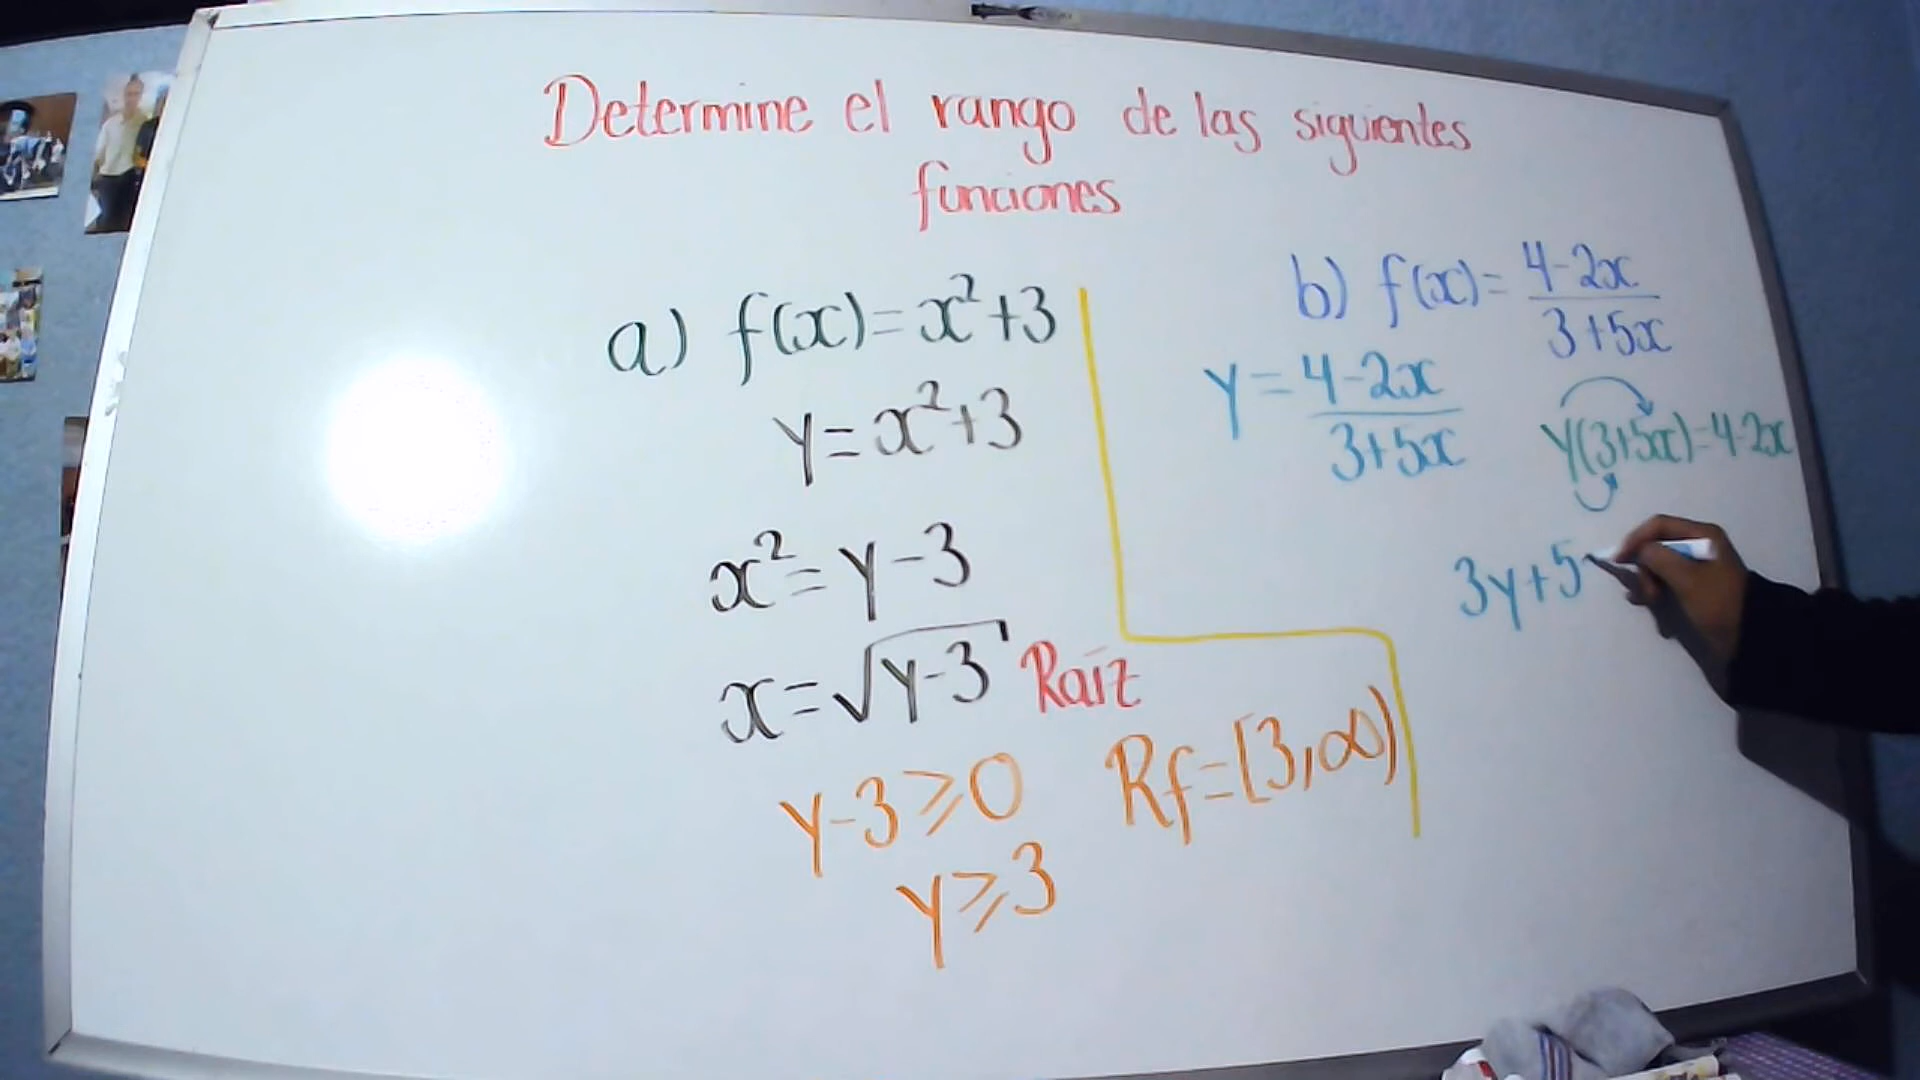 Determine el rango de las siguientes
funciones
a) f(x)=x²+3
y=x²+3
x²=y-3
x=√y-3 Raíz
y-3≥0 Rf=[3,∞)
y≥3
b) f(x)=4-2x/3+5x
y=4-2x/3+5x
y(3+5x)=4-2x
3y+5